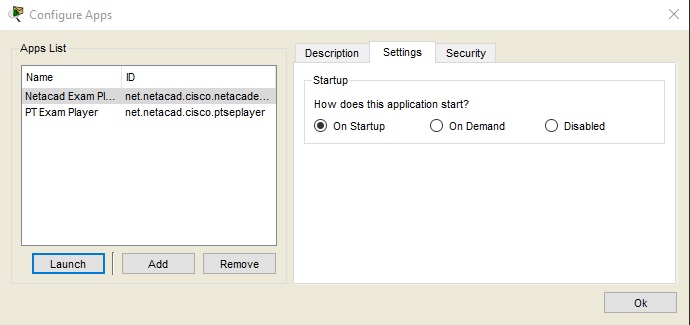 Configure Apps
Apps List
Name ID
Netacad Exam Pl... net.netacad.cisco.netacade...
PT Exam Player net.netacad.cisco.ptseplayer
Launch Add Remove
Description Settings Security
Startup
How does this application start?
On Startup On Demand Disabled
Ok